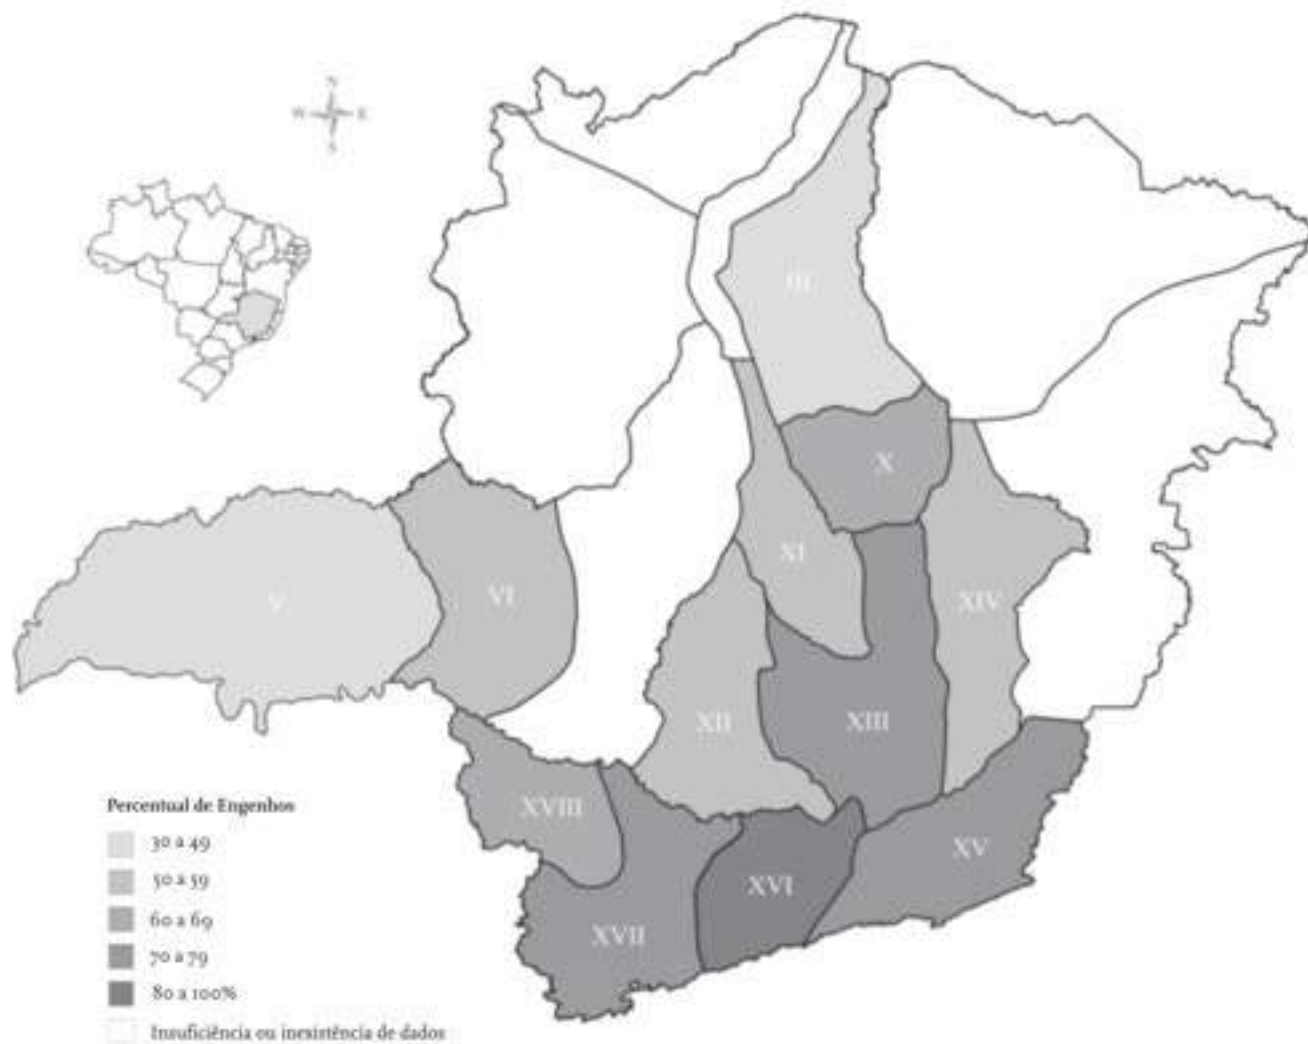 N
W E
S
III
X
XI
V
VI
XIV
XII
XIII
XVIII
XV
XVI
XVII
Percentual de Engenhos
30 a 49
50 a 59
60 a 69
70 a 79
80 a 100%
Insuficiência ou inexistência de dados